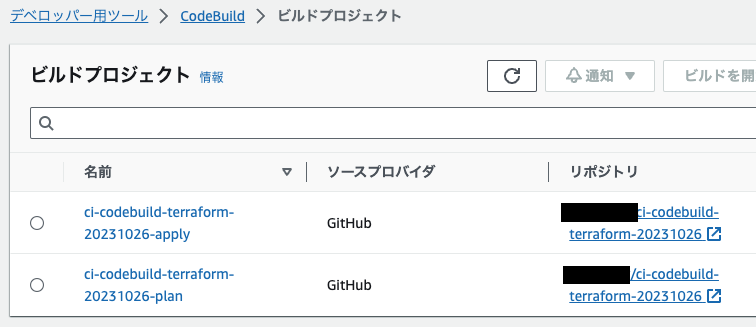 デベロッパー用ツール > CodeBuild > ビルドプロジェクト
ビルドプロジェクト 情報 通知 ビルドを開
名前 ソースプロバイダ リポジトリ
ci-codebuild-terraform-
20231026-apply
GitHub
ci-codebuild-
terraform-20231026
ci-codebuild-terraform-
20231026-plan
GitHub
/ci-codebuild-
terraform-20231026